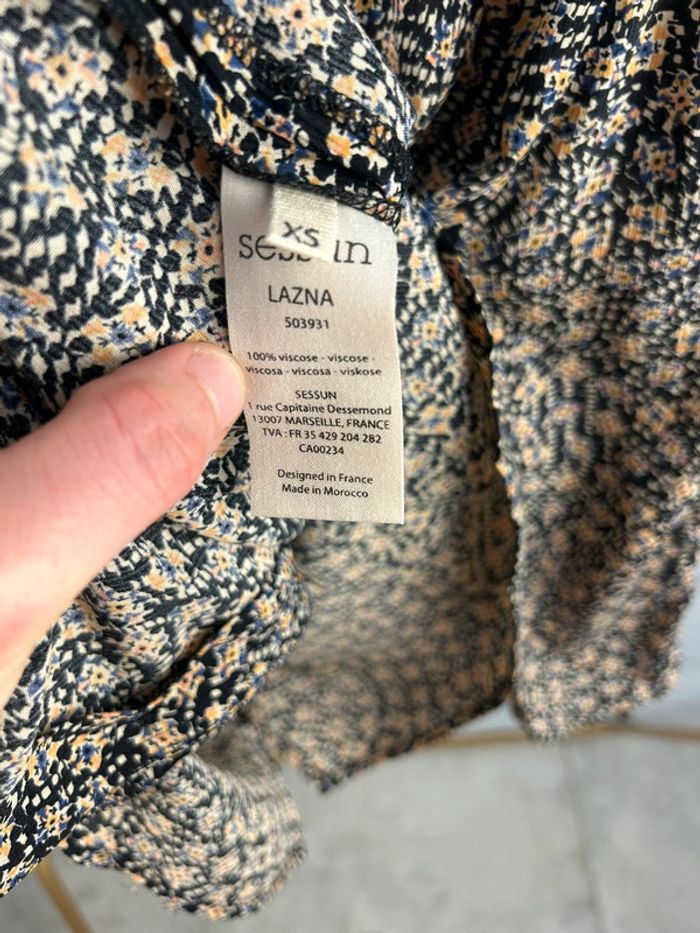 XS
sessun
LAZNA
503931
100% viscose - viscose -
viscosa - viscosa - viskose
SESSUN
1 rue Capitaine Dessemond
13007 MARSEILLE, FRANCE
TVA : FR 35 429 204 282
CA00234
Designed in France
Made in Morocco